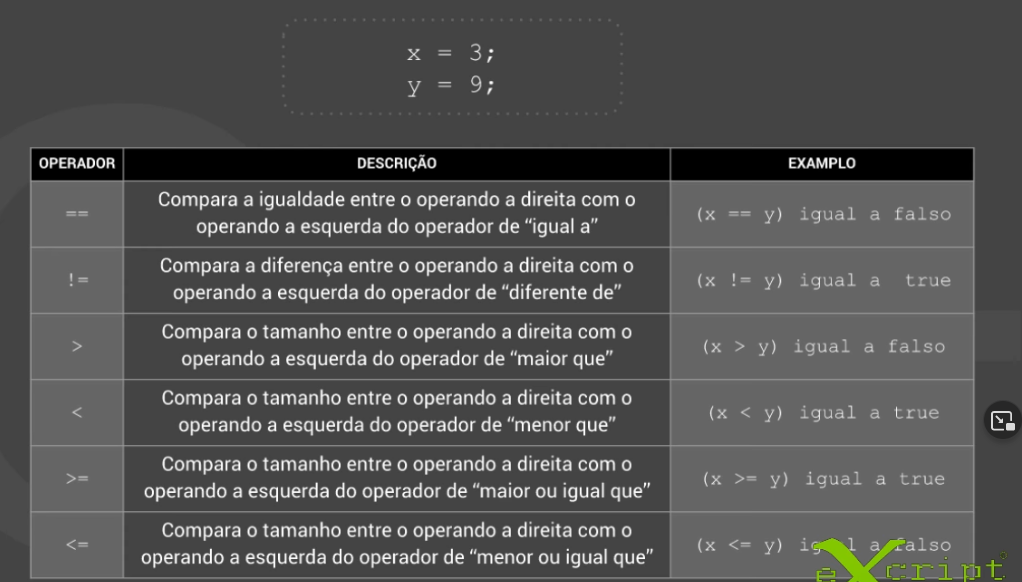 x = 3;
y = 9;
OPERADOR DESCRIÇÃO EXAMPLO
== Compara a igualdade entre o operando a direita com o
operando a esquerda do operador de “igual a” (x == y) igual a falso
!= Compara a diferença entre o operando a direita com o
operando a esquerda do operador de “diferente de” (x != y) igual a true
> Compara o tamanho entre o operando a direita com o
operando a esquerda do operador de “maior que” (x > y) igual a falso
< Compara o tamanho entre o operando a direita com o
operando a esquerda do operador de “menor que” (x < y) igual a true
>= Compara o tamanho entre o operando a direita com o
operando a esquerda do operador de “maior ou igual que” (x >= y) igual a true
<= Compara o tamanho entre o operando a direita com o
operando a esquerda do operador de “menor ou igual que” (x <= y) igual a falso
eXcript